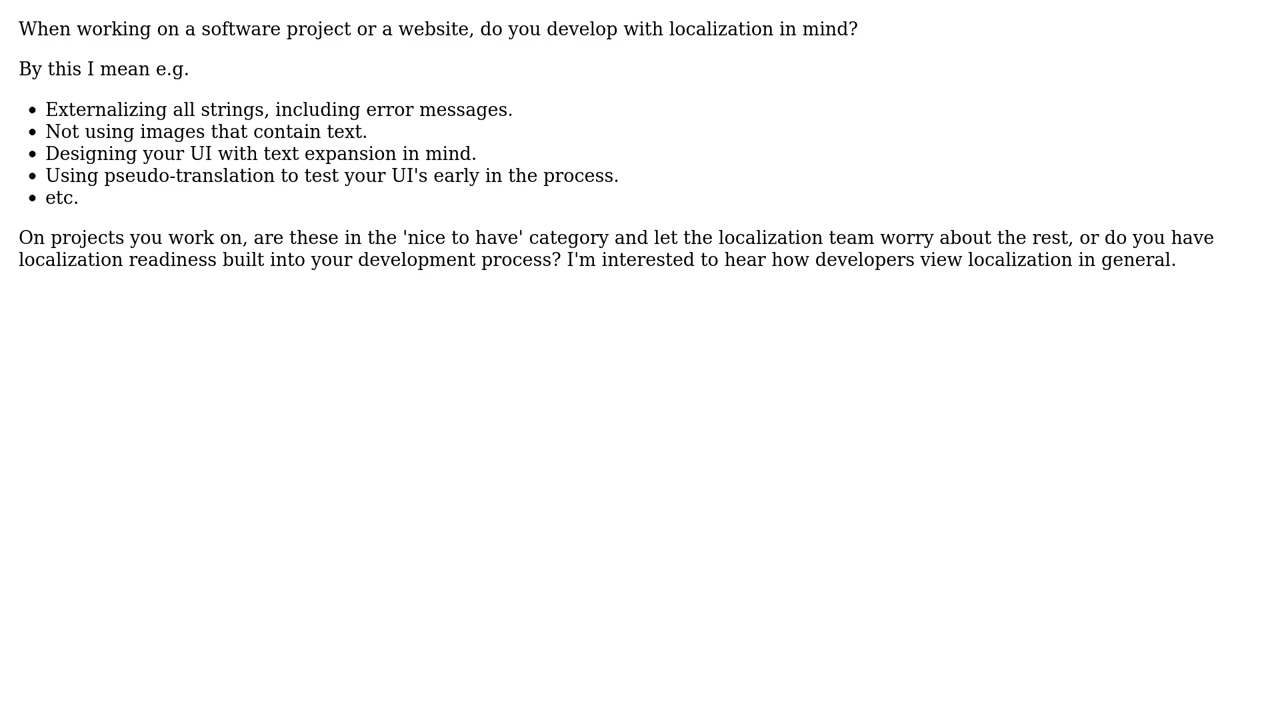 When working on a software project or a website, do you develop with localization in mind?
By this I mean e.g.
• Externalizing all strings, including error messages.
• Not using images that contain text.
• Designing your UI with text expansion in mind.
• Using pseudo-translation to test your UI's early in the process.
• etc.
On projects you work on, are these in the 'nice to have' category and let the localization team worry about the rest, or do you have
localization readiness built into your development process? I'm interested to hear how developers view localization in general.